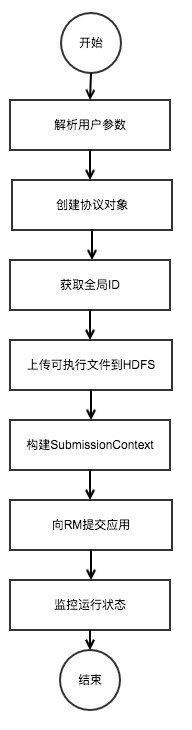 开始
解析用户参数
创建协议对象
获取全局ID
上传可执行文件到HDFS
构建SubmissionContext
向RM提交应用
监控运行状态
结束